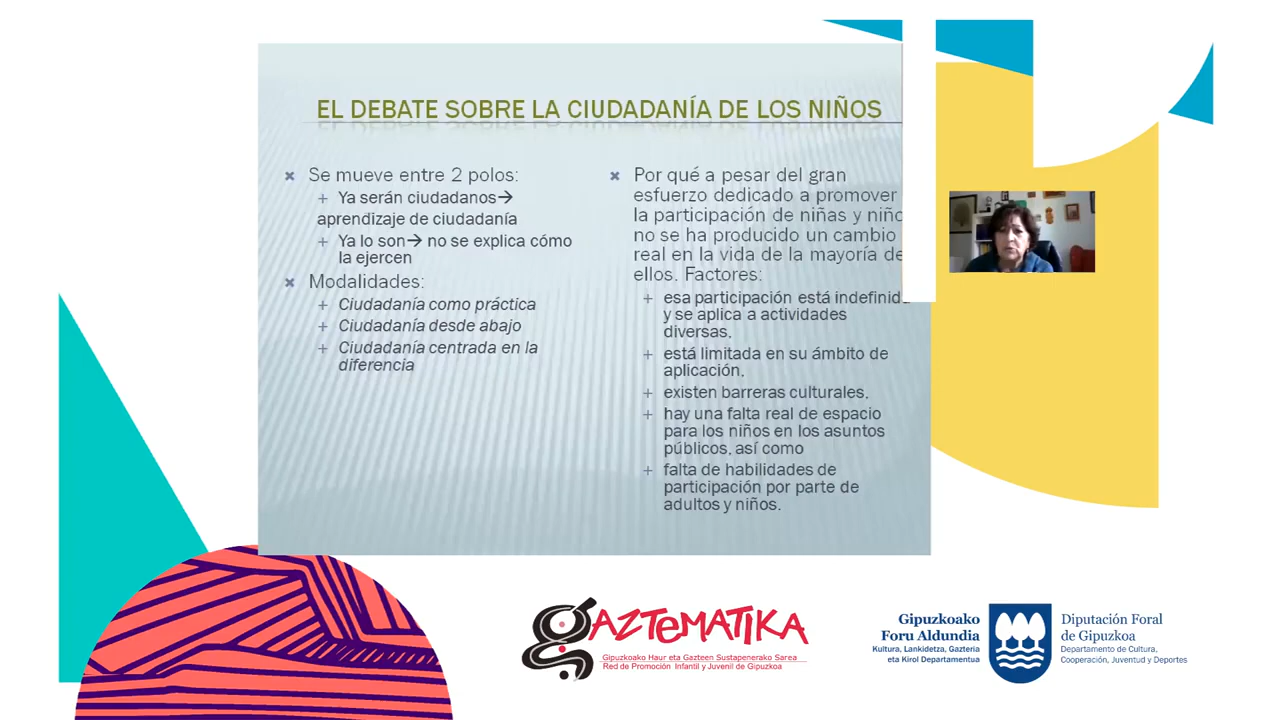 EL DEBATE SOBRE LA CIUDADANÍA DE LOS NIÑOS
Se mueve entre 2 polos:
Ya serán ciudadanos→
aprendizaje de ciudadanía
Ya lo son→ no se explica cómo
la ejercen
Modalidades:
Ciudadanía como práctica
Ciudadanía desde abajo
Ciudadanía centrada en la
diferencia
Por qué a pesar del gran
esfuerzo dedicado a promover
la participación de niñas y niño
no se ha producido un cambio
real en la vida de la mayoría de
ellos. Factores:
esa participación está indefinid
y se aplica a actividades
diversas,
está limitada en su ámbito de
aplicación,
existen barreras culturales,
hay una falta real de espacio
para los niños en los asuntos
públicos, así como
falta de habilidades de
participación por parte de
adultos y niños.
gAZTEMATIKA
Gipuzkoako Haur eta Gazteen Sustapenerako Sarea
Red de Promoción Infantil y Juvenil de Gipuzkoa
Gipuzkoako
Foru Aldundia
Kultura, Lankidetza, Gazteria
eta Kirol Departamentua
Diputación Foral
de Gipuzkoa
Departamento de Cultura,
Cooperación, Juventud y Deportes